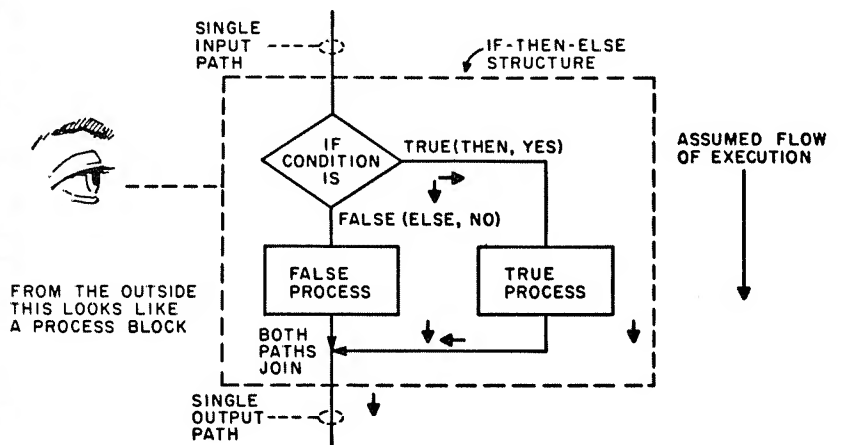 SINGLE
INPUT
PATH
IF-THEN-ELSE
STRUCTURE
IF
CONDITION
IS
TRUE(THEN, YES)
ASSUMED FLOW
OF EXECUTION
FALSE (ELSE, NO)
FALSE
PROCESS
TRUE
PROCESS
FROM THE OUTSIDE
THIS LOOKS LIKE
A PROCESS BLOCK
BOTH
PATHS
JOIN
SINGLE
OUTPUT
PATH